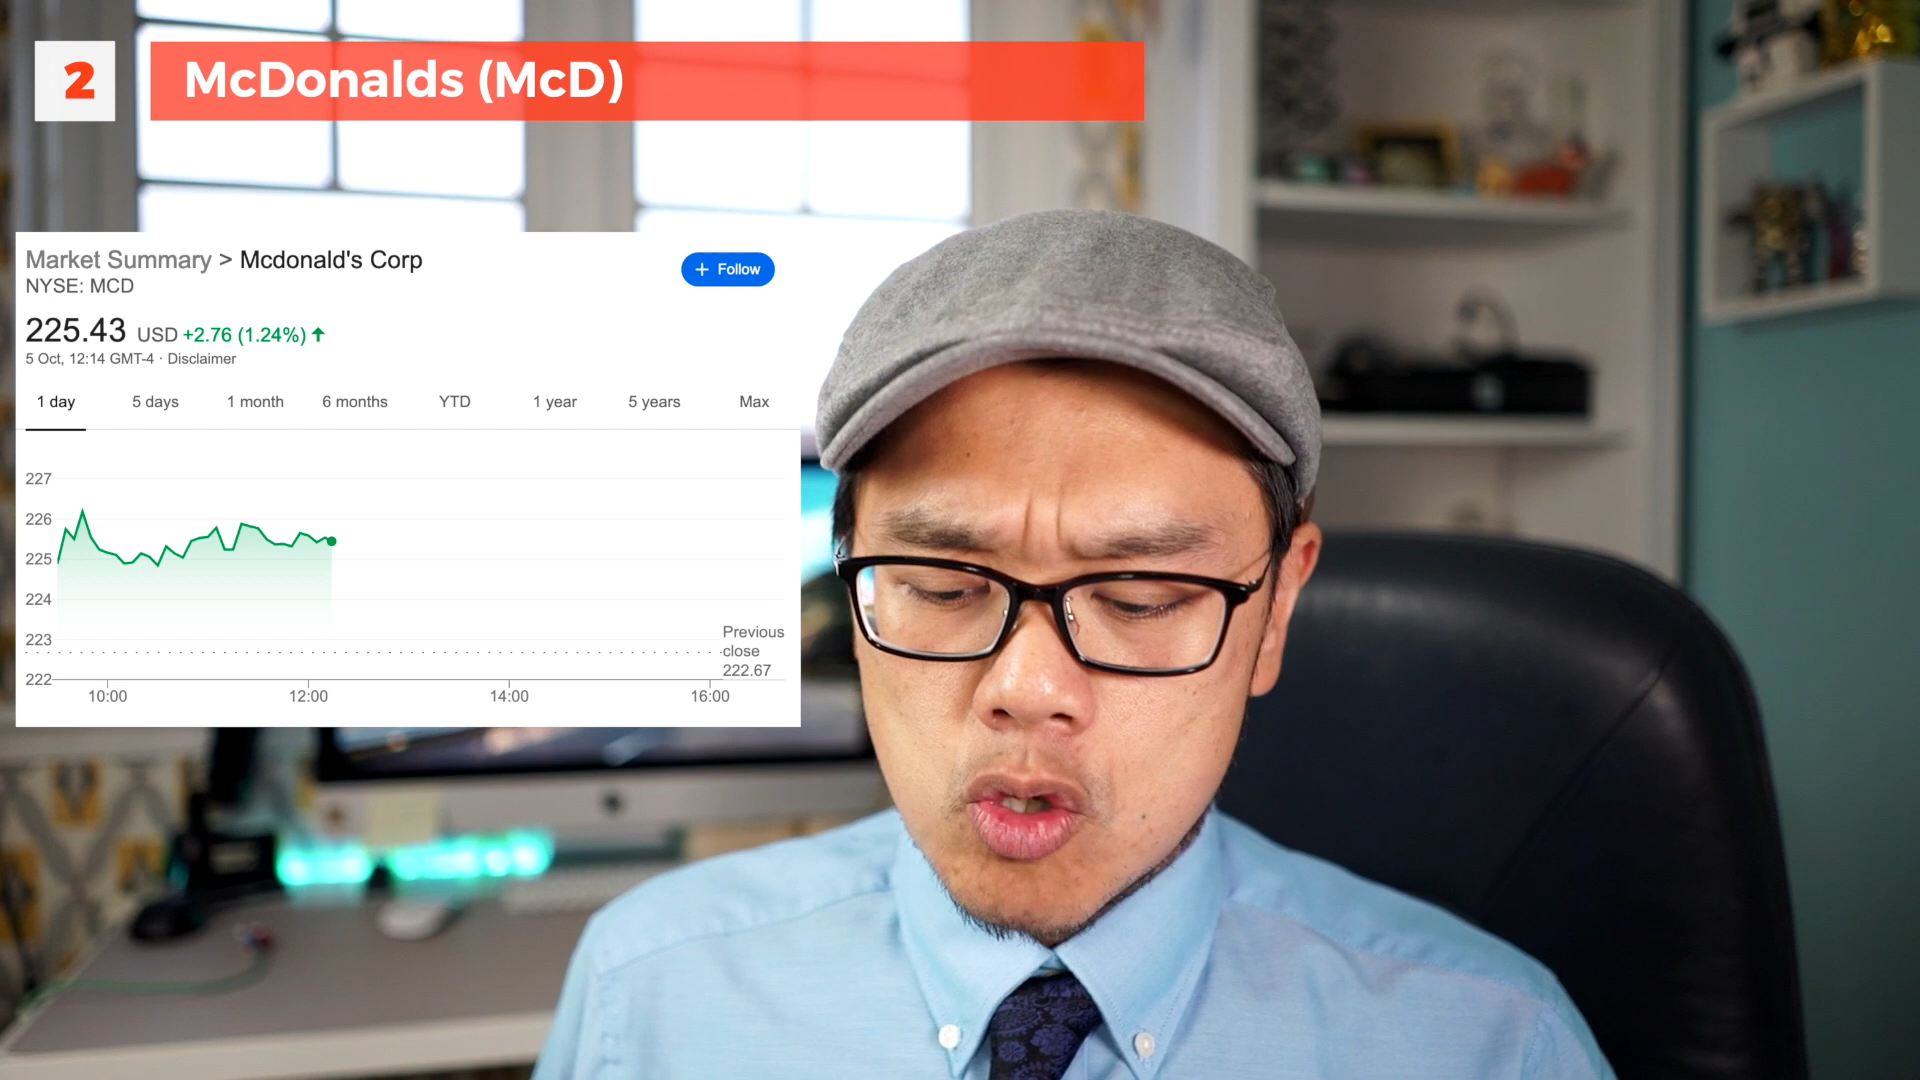 2
McDonalds (McD)
Market Summary > Mcdonald's Corp
NYSE: MCD
+ Follow
225.43 USD +2.76 (1.24%) ↑
5 Oct, 12:14 GMT-4 · Disclaimer
1 day 5 days 1 month 6 months YTD 1 year 5 years Max
227
226
225
224
223
222
Previous
close
222.67
10:00 12:00 14:00 16:00